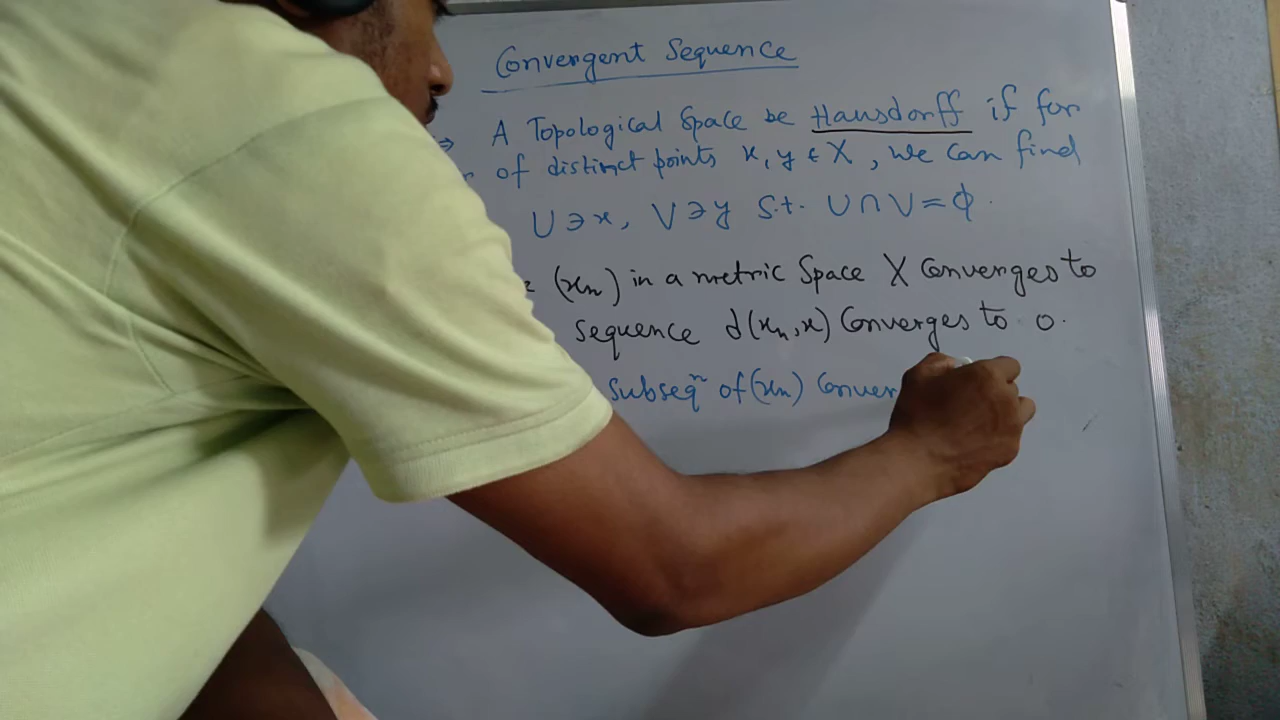 Convergent Sequence
⇒ A Topological Space be Hausdorff if for
of distinct points x, y ∈ X, we can find
U ∋ x, V ∋ y s.t. U ∩ V = ϕ.
(xn) in a metric Space X Converges to
sequence d(xn, x) Converges to 0.
subseqⁿ of (xn) Conver